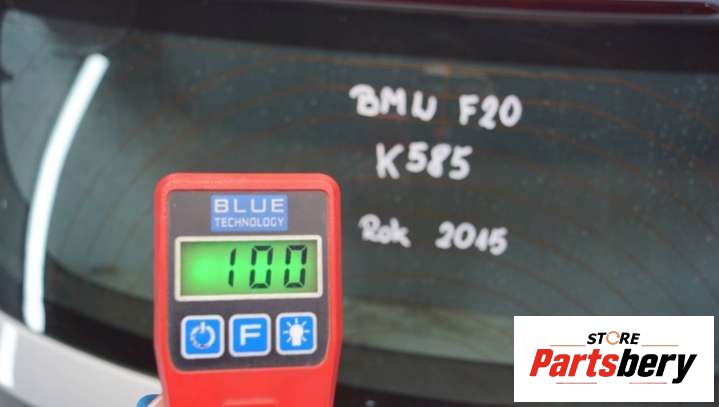 BMW F20
K585
Rok 2015
BLUE
TECHNOLOGY
100
F
STORE
Partsbery